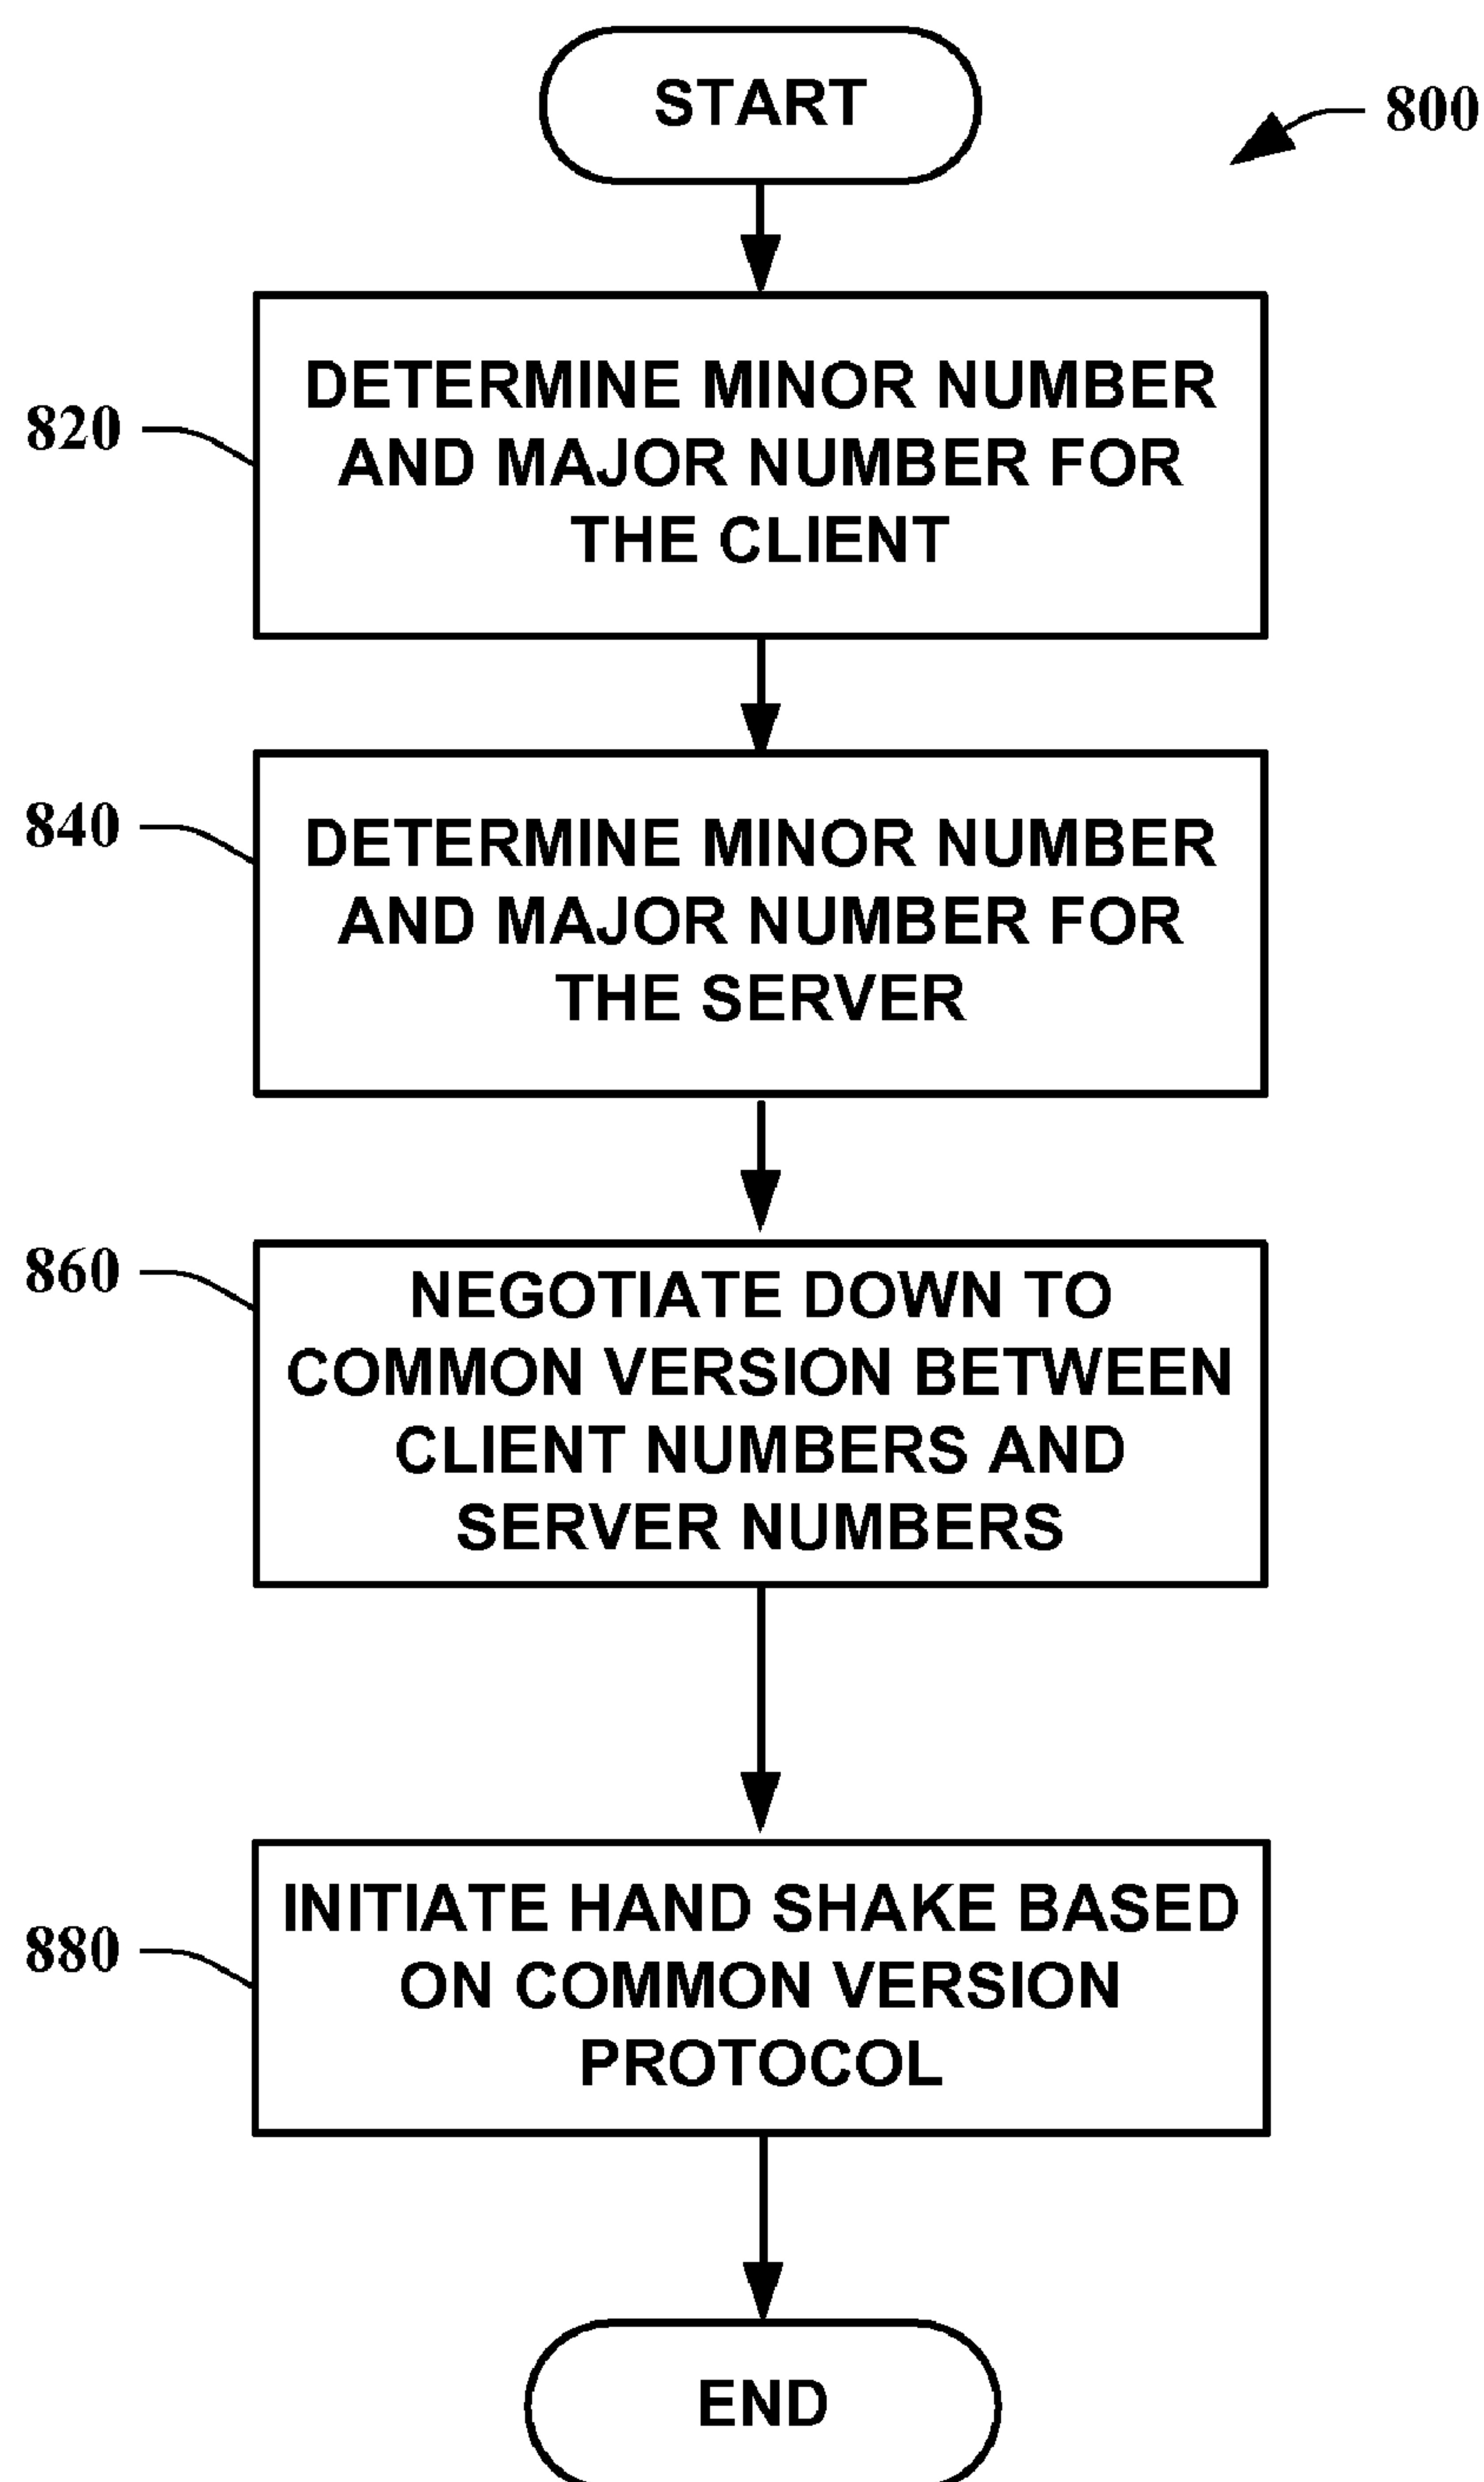 START
800
820
DETERMINE MINOR NUMBER
AND MAJOR NUMBER FOR
THE CLIENT
840
DETERMINE MINOR NUMBER
AND MAJOR NUMBER FOR
THE SERVER
860
NEGOTIATE DOWN TO
COMMON VERSION BETWEEN
CLIENT NUMBERS AND
SERVER NUMBERS
880
INITIATE HAND SHAKE BASED
ON COMMON VERSION
PROTOCOL
END